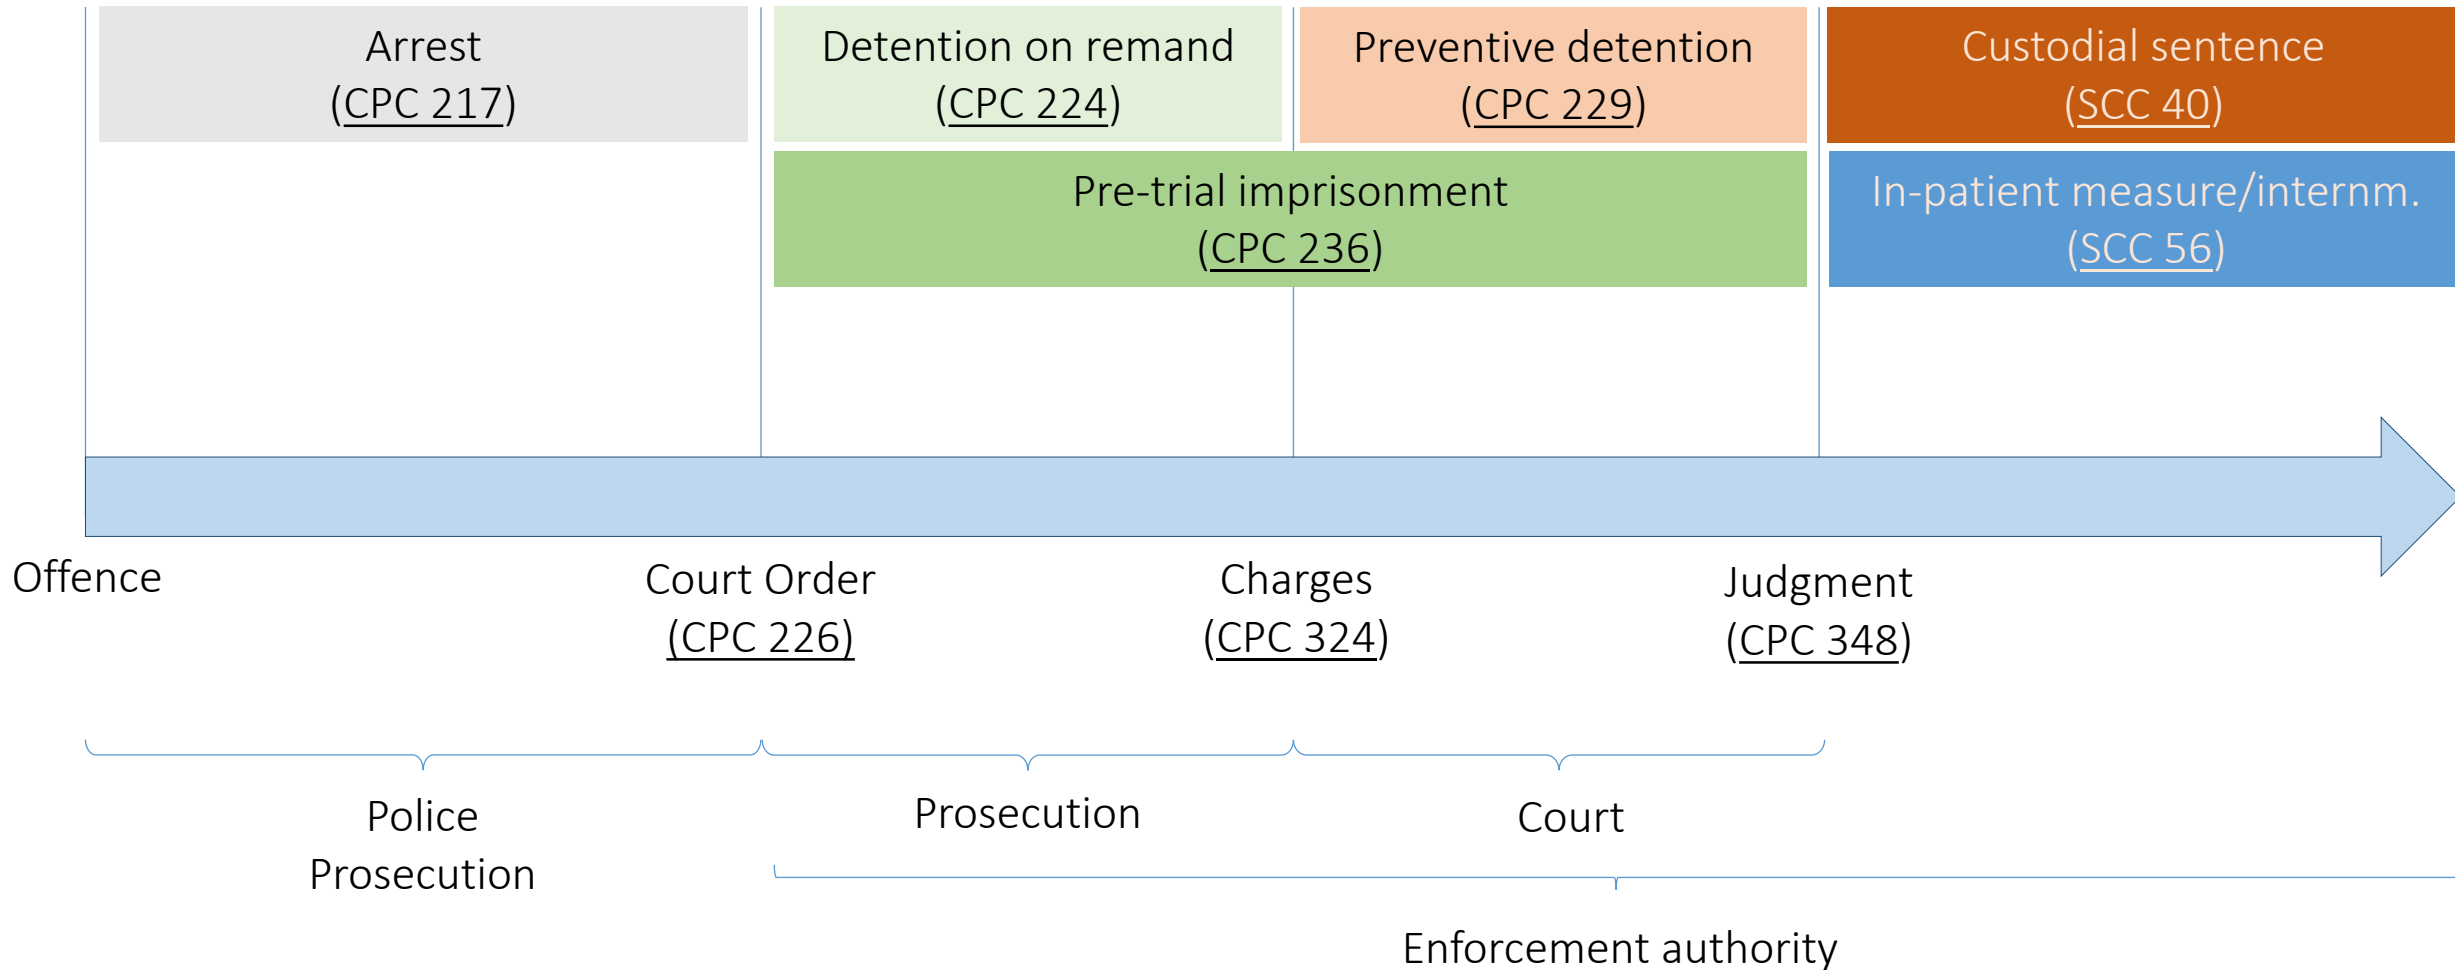 Arrest
(CPC 217)
Detention on remand
(CPC 224)
Preventive detention
(CPC 229)
Custodial sentence
(SCC 40)
Pre-trial imprisonment
(CPC 236)
In-patient measure/internm.
(SCC 56)
Offence
Court Order
(CPC 226)
Charges
(CPC 324)
Judgment
(CPC 348)
Police
Prosecution
Prosecution
Court
Enforcement authority